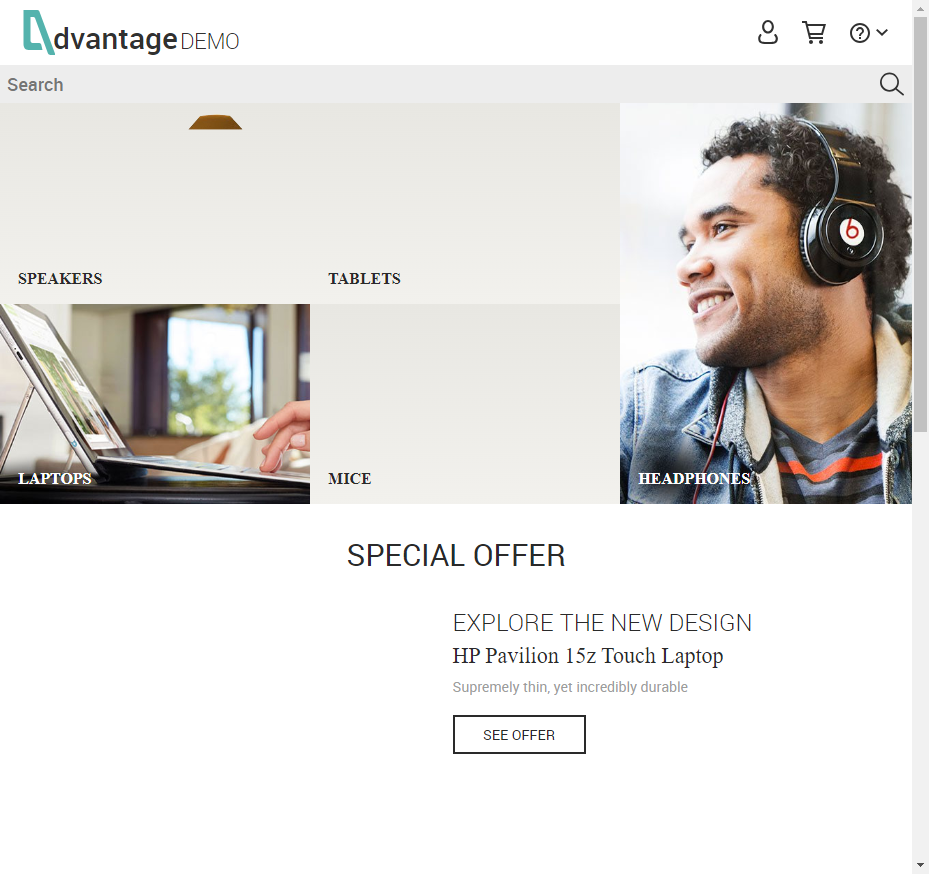 dvantage DEMO
Search
SPEAKERS
TABLETS
LAPTOPS
MICE
HEADPHONES
SPECIAL OFFER
EXPLORE THE NEW DESIGN
HP Pavilion 15z Touch Laptop
Supremely thin, yet incredibly durable
SEE OFFER